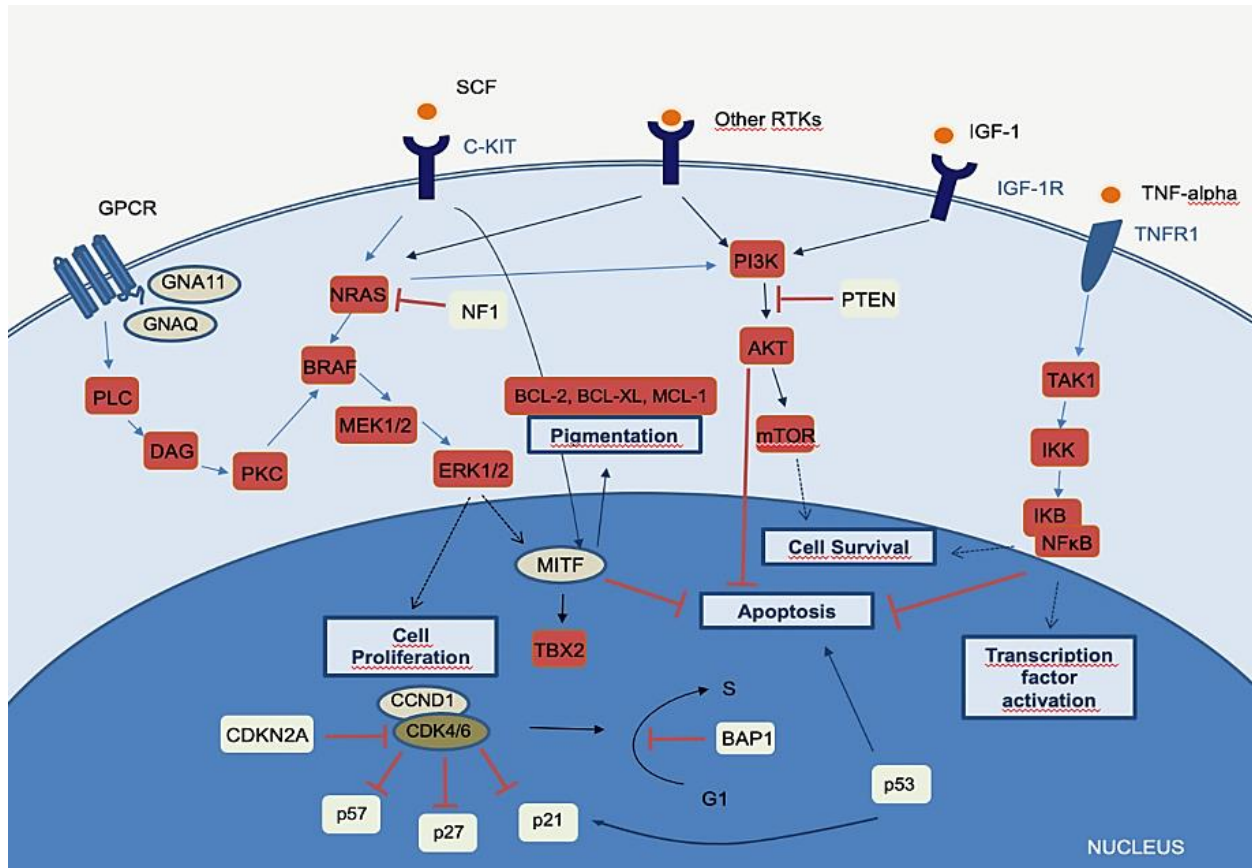 SCF
Other RTKs
IGF-1
C-KIT
IGF-1R
TNF-alpha
GPCR
TNFR1
GNA11
GNAQ
PI3K
NRAS
NF1
PTEN
AKT
BRAF
TAK1
PLC
BCL-2, BCL-XL, MCL-1
MEK1/2
Pigmentation
mTOR
DAG
PKC
ERK1/2
IKK
IKB
NFκB
Cell Survival
MITF
Apoptosis
Cell
Proliferation
TBX2
Transcription
factor
activation
CCND1
S
CDKN2A
CDK4/6
BAP1
G1
p53
p57
p27
p21
NUCLEUS